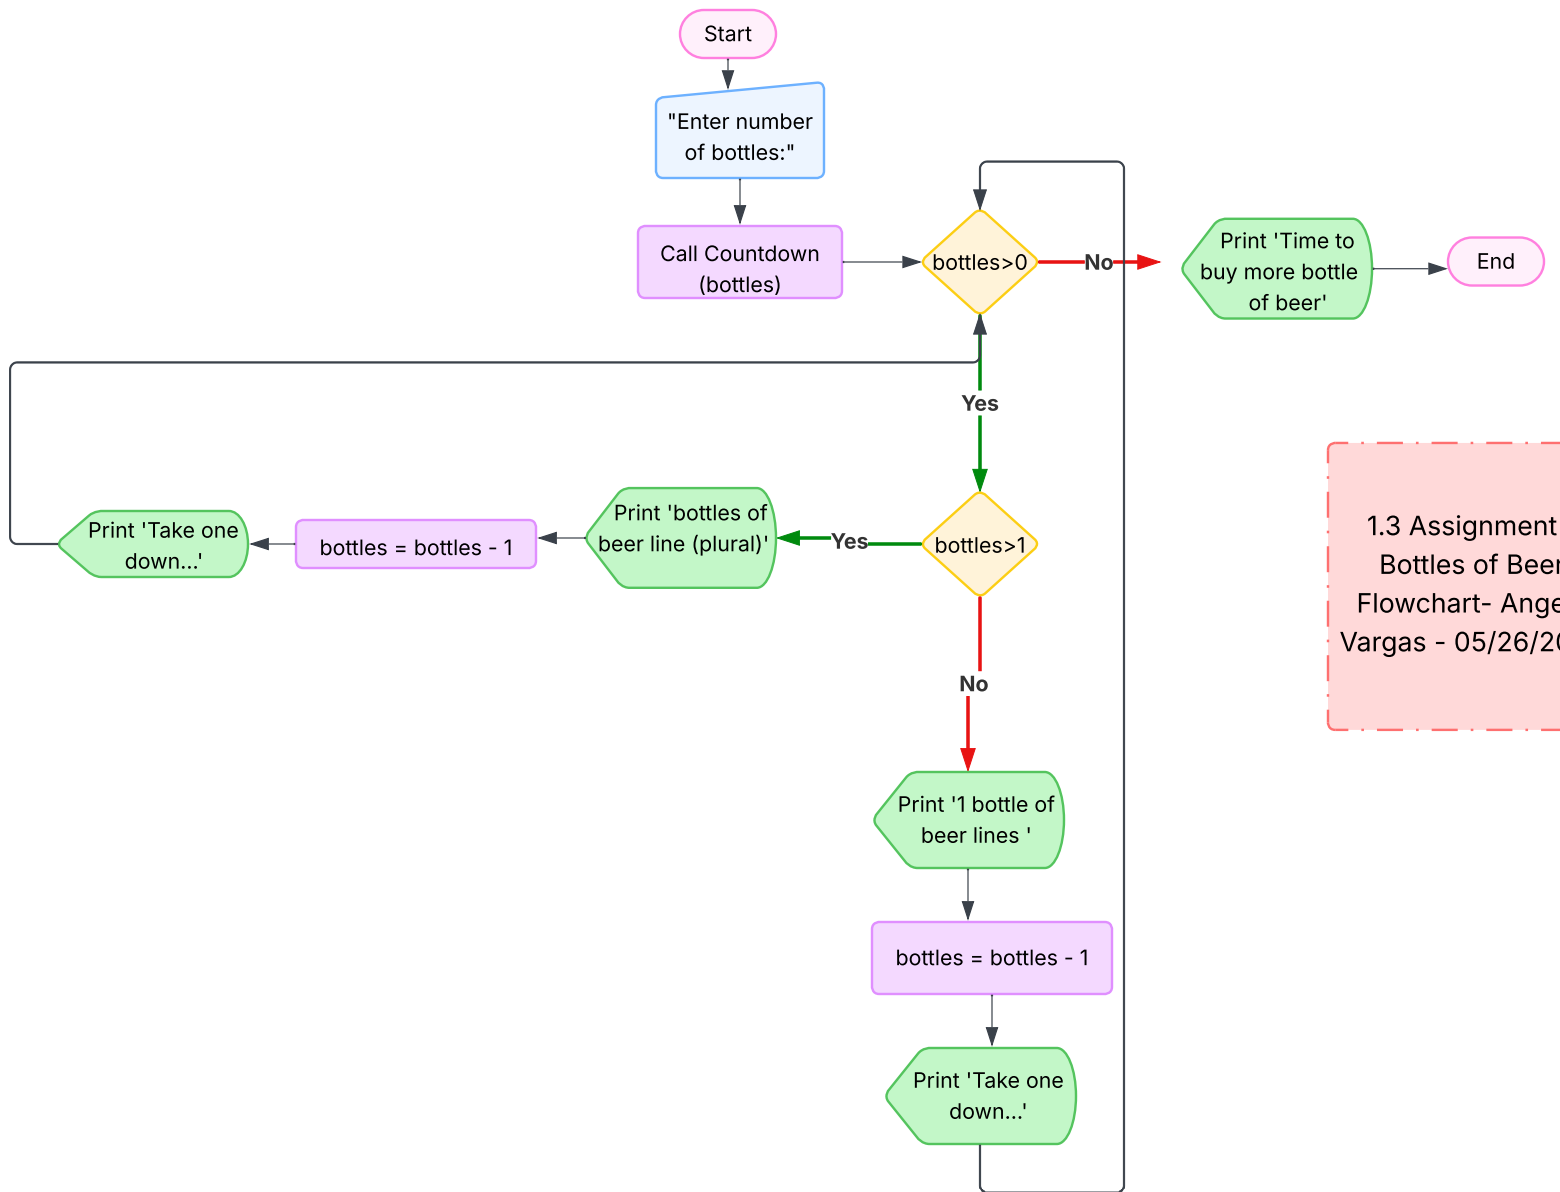 Start
"Enter number
of bottles:"
Call Countdown
(bottles)
bottles>0
No
Print 'Time to
buy more bottle
of beer'
End
Yes
bottles>1
Yes
Print 'bottles of
beer line (plural)'
bottles = bottles - 1
Print 'Take one
down...'
No
Print '1 bottle of
beer lines '
bottles = bottles - 1
Print 'Take one
down...'
1.3 Assignment
Bottles of Beer
Flowchart- Ange
Vargas - 05/26/20